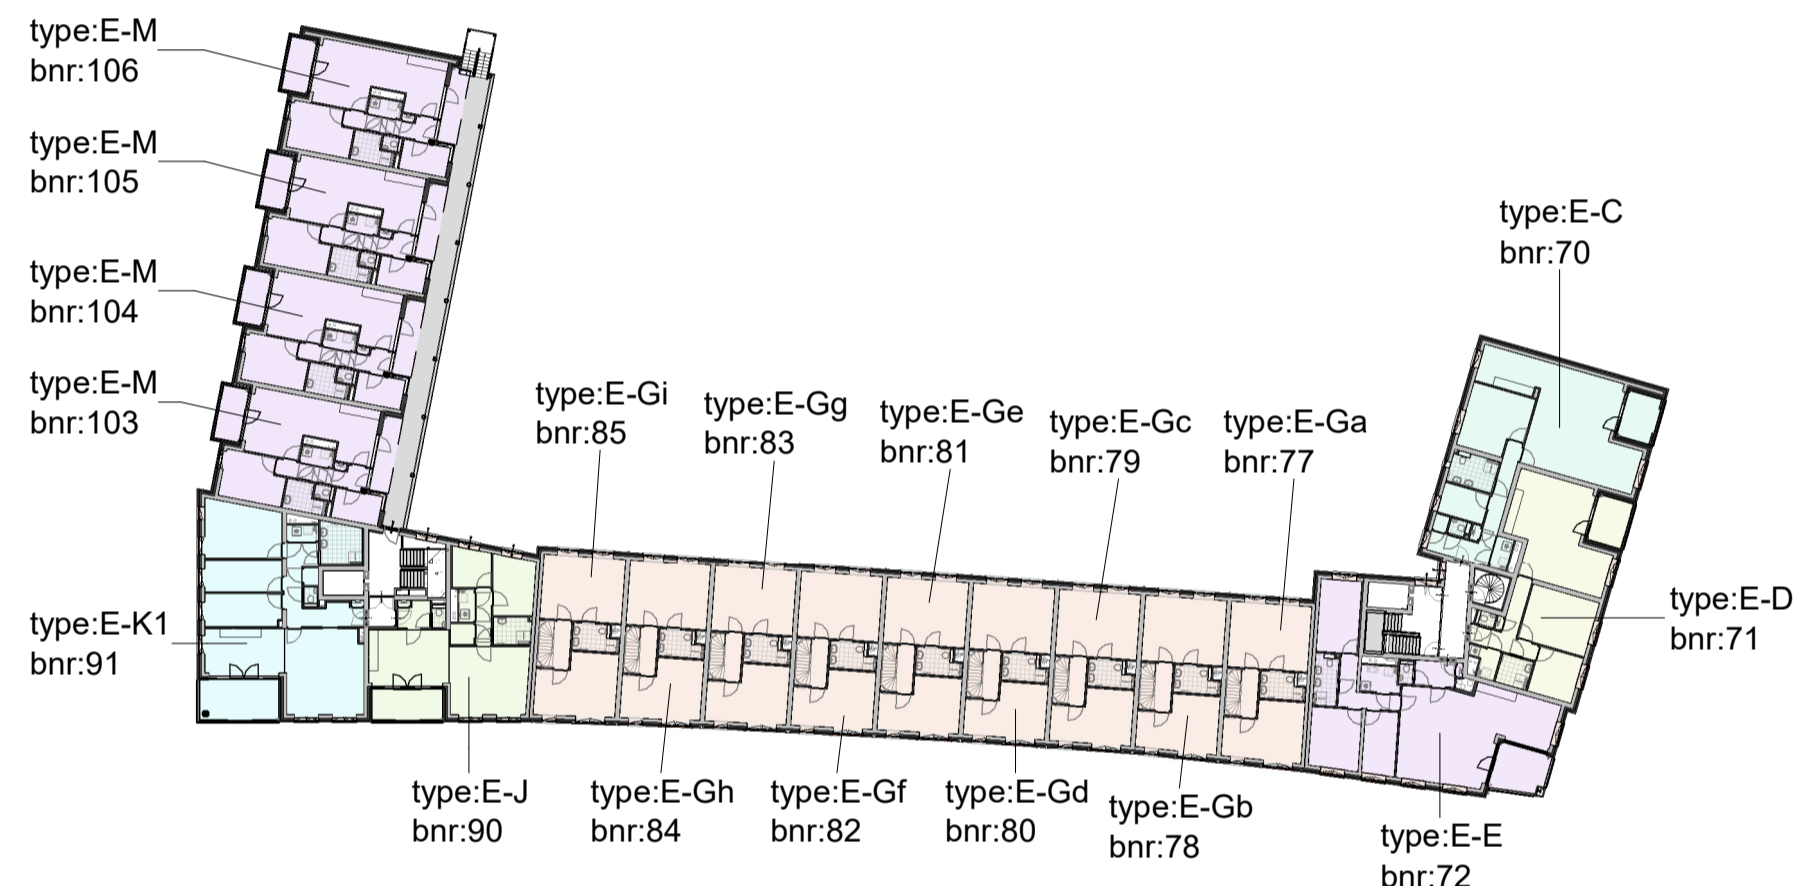 type:E-M
bnr:106
type:E-M
bnr:105
type:E-M
bnr:104
type:E-M
bnr:103
type:E-K1
bnr:91
type:E-Gi
bnr:85
type:E-Gg
bnr:83
type:E-Ge
bnr:81
type:E-Gc
bnr:79
type:E-Ga
bnr:77
type:E-C
bnr:70
type:E-D
bnr:71
type:E-J
bnr:90
type:E-Gh
bnr:84
type:E-Gf
bnr:82
type:E-Gd
bnr:80
type:E-Gb
bnr:78
type:E-E
bnr:72